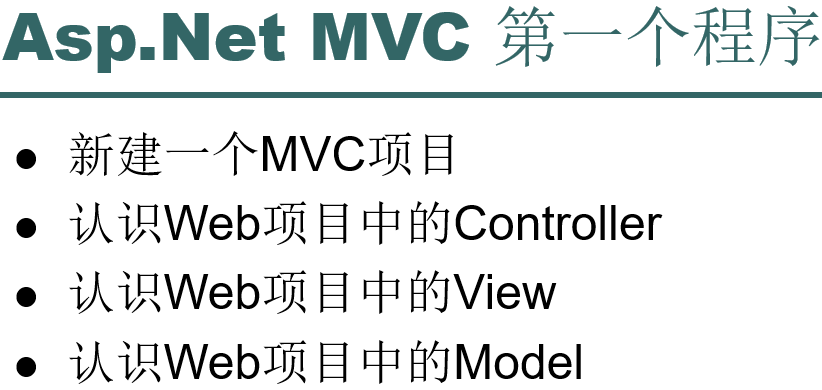 Asp.Net MVC 第一个程序
● 新建一个MVC项目
● 认识Web项目中的Controller
● 认识Web项目中的View
● 认识Web项目中的Model